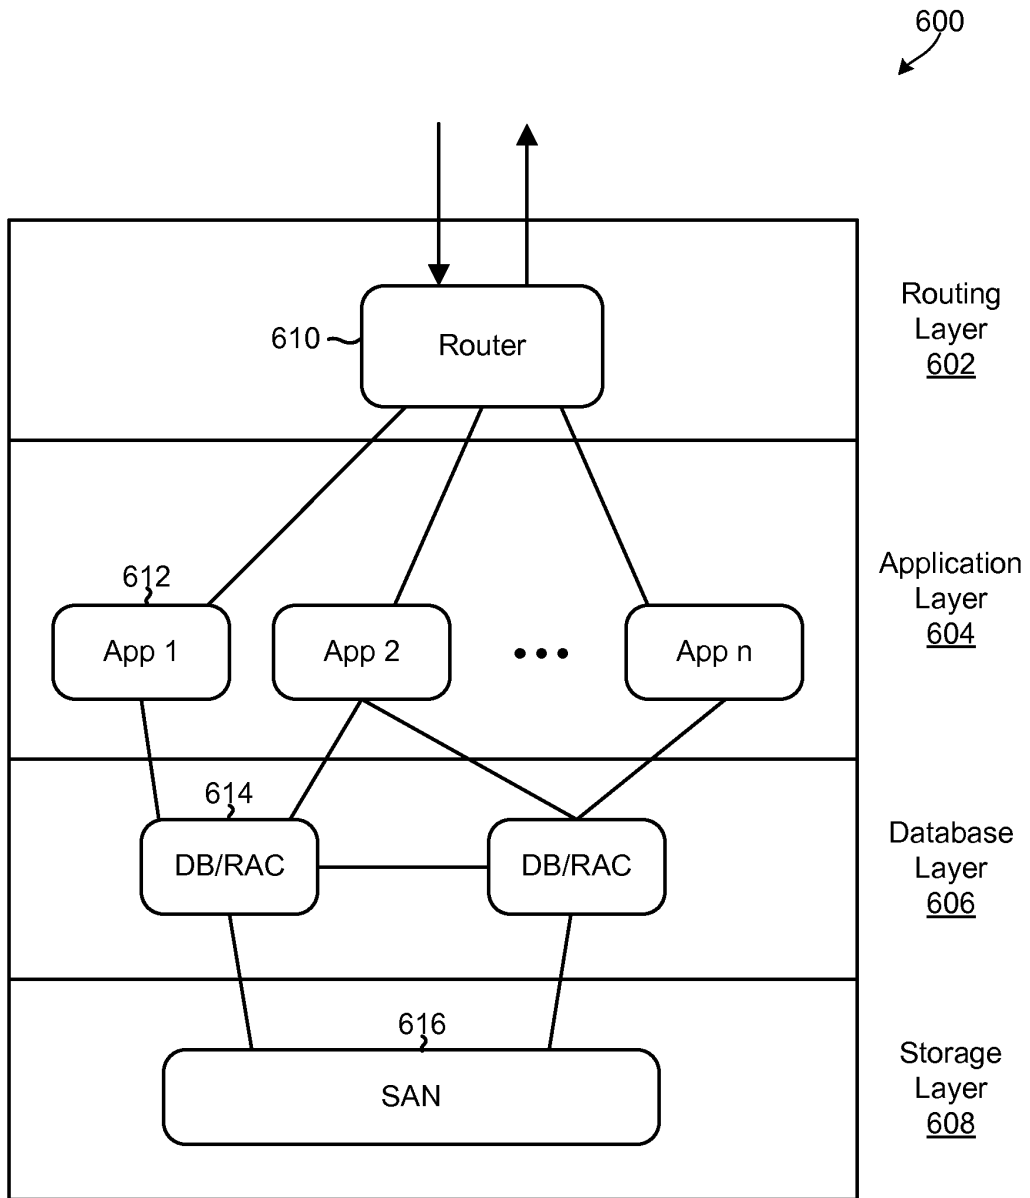 600
Routing
Layer
602
610
Router
Application
Layer
604
612
App 1
App 2
App n
614
DB/RAC
DB/RAC
Database
Layer
606
616
SAN
Storage
Layer
608